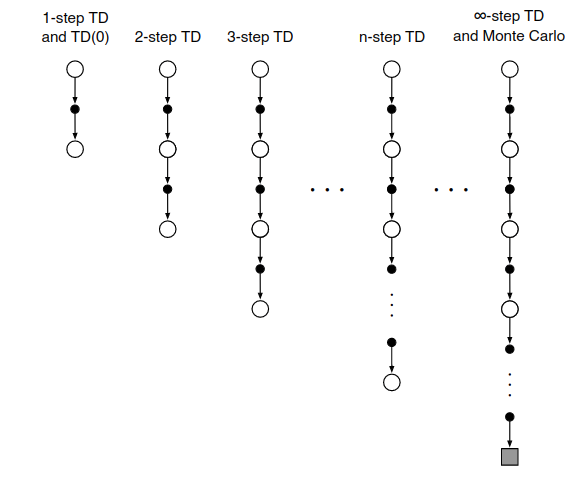 1-step TD
and TD(0)
2-step TD
3-step TD
n-step TD
∞-step TD
and Monte Carlo